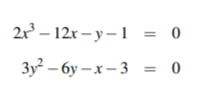 2x³ – 12x – y – 1 = 0
3y² – 6y – x – 3 = 0